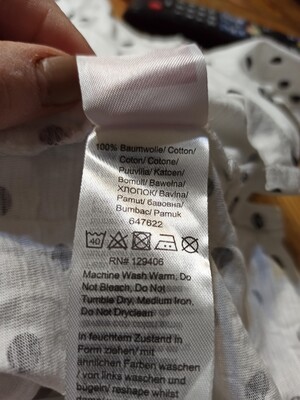 100% Baumwolle/ Cotton/
Coton/ Cotone/
Puuvilla/ Katoen/
Bomull/ Bawełna/
ХЛОПОК/ Bavlna/
Pamut/ бавовна/
Bumbac/ Pamuk
647622
40
RN# 129406
Machine Wash Warm, Do
Not Bleach, Do Not
Tumble Dry, Medium Iron,
Do Not Dryclean
In feuchtem Zustand in
Form ziehen/ mit
ähnlichen Farben waschen
/ von links waschen und
bügeln/ reshape whilst